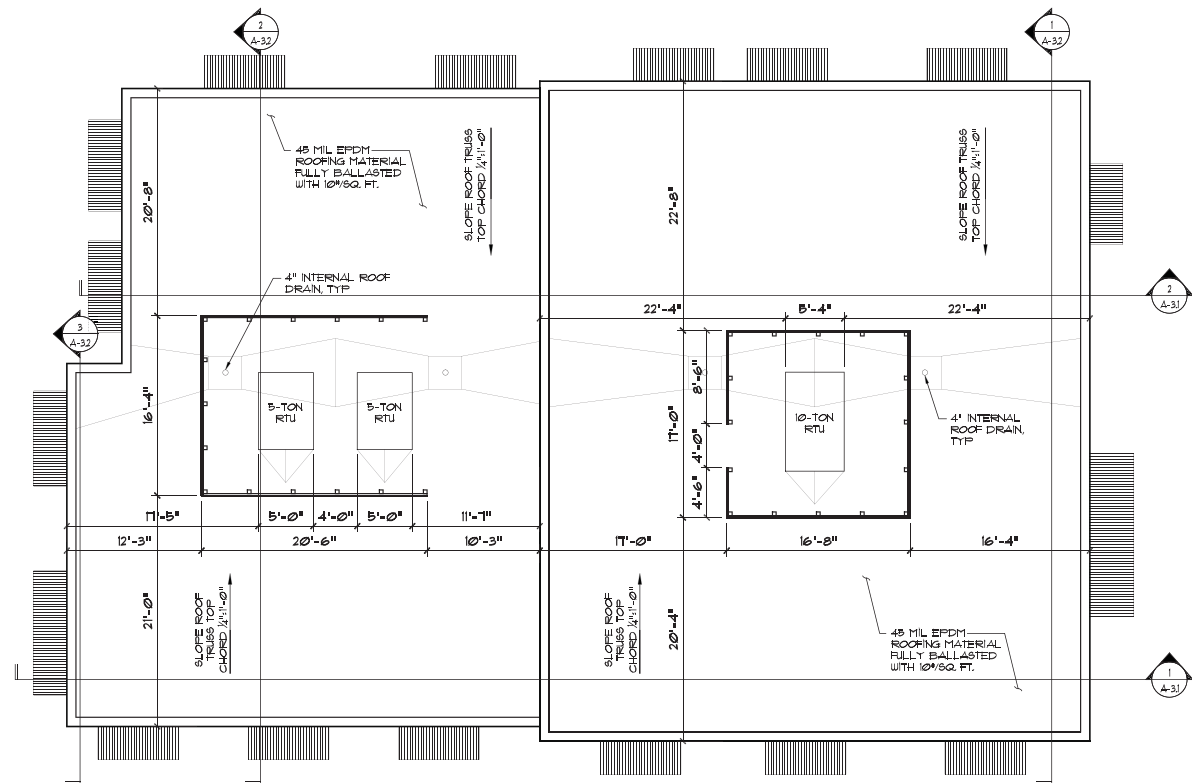 2
A-3.2
1
A-3.2
45 MIL EPDM
ROOFING MATERIAL
FULLY BALLASTED
WITH 10#/SQ. FT.
SLOPE ROOF TRUSS
TOP CHORD 1/4":1'-0"
SLOPE ROOF TRUSS
TOP CHORD 1/4":1'-0"
20'-8"
22'-8"
4" INTERNAL ROOF
DRAIN, TYP
2
A-3.1
3
A-3.2
22'-4"
5'-4"
22'-4"
16'-4"
5-TON
RTU
5-TON
RTU
8'-6"
17'-0"
4'-0"
4'-6"
10-TON
RTU
4" INTERNAL
ROOF DRAIN,
TYP
17'-5"
5'-0"
4'-0"
5'-0"
11'-7"
12'-3"
20'-6"
10'-3"
17'-0"
16'-8"
16'-4"
21'-0"
SLOPE ROOF
TRUSS TOP
CHORD 1/4":1'-0"
SLOPE ROOF
TRUSS TOP
CHORD 1/4":1'-0"
20'-4"
45 MIL EPDM
ROOFING MATERIAL
FULLY BALLASTED
WITH 10#/SQ. FT.
1
A-3.1